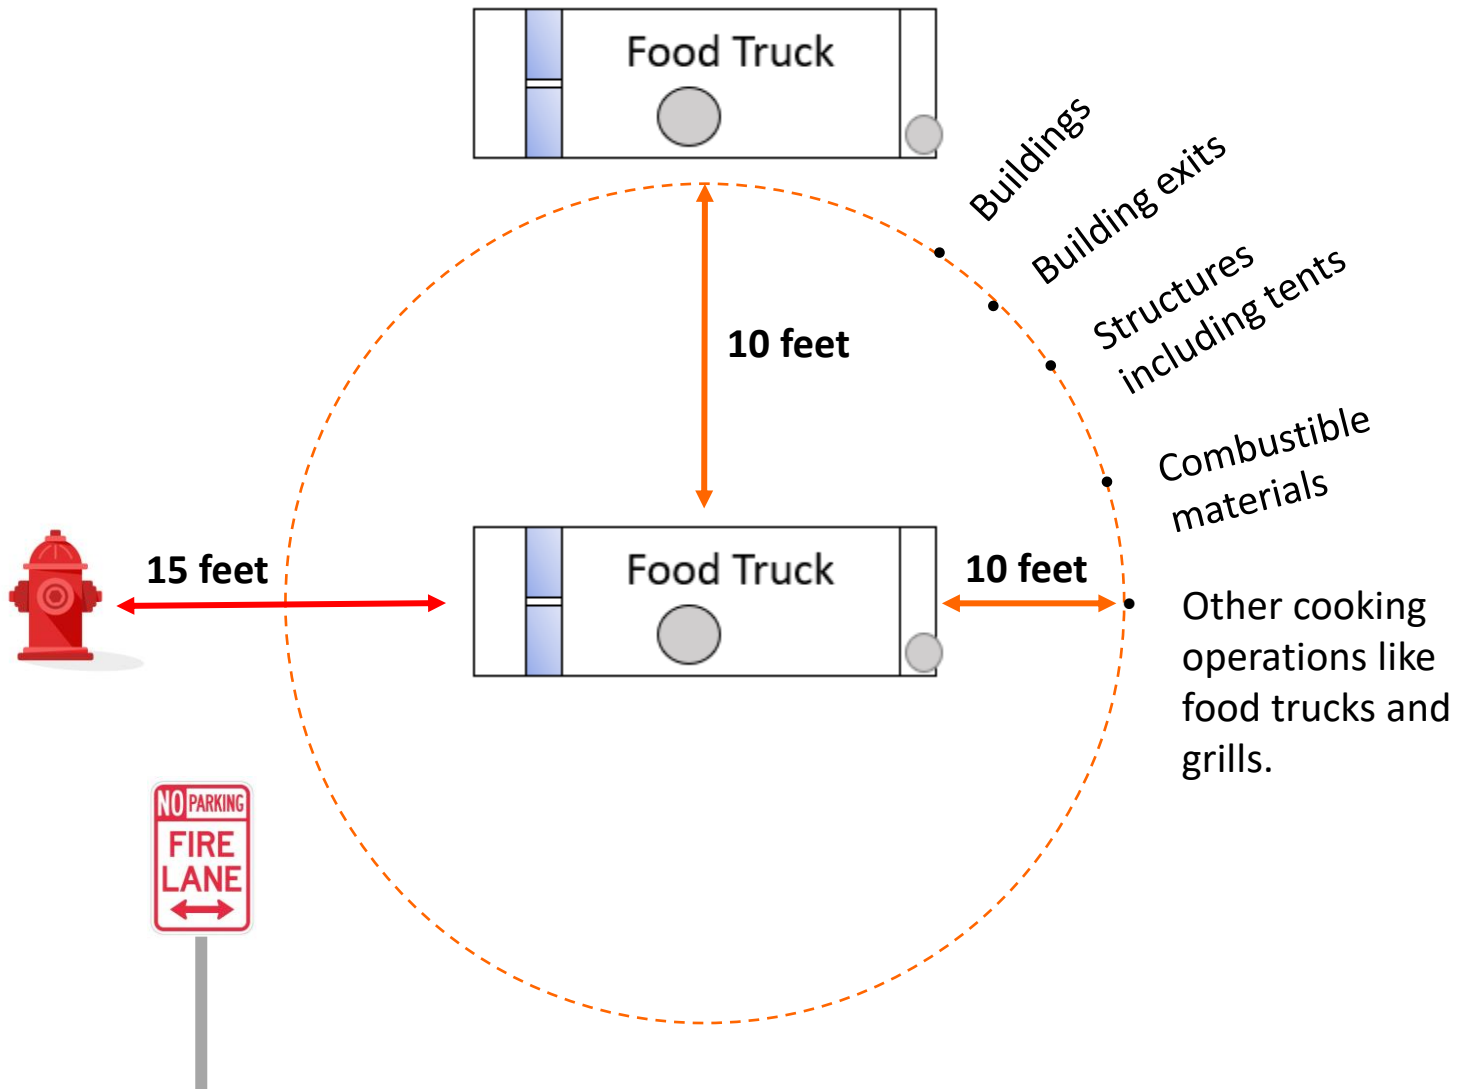 Food Truck
Buildings
Building exits
Structures
including tents
10 feet
Combustible
materials
15 feet
Food Truck
10 feet
Other cooking
operations like
food trucks and
grills.
NO PARKING
FIRE
LANE